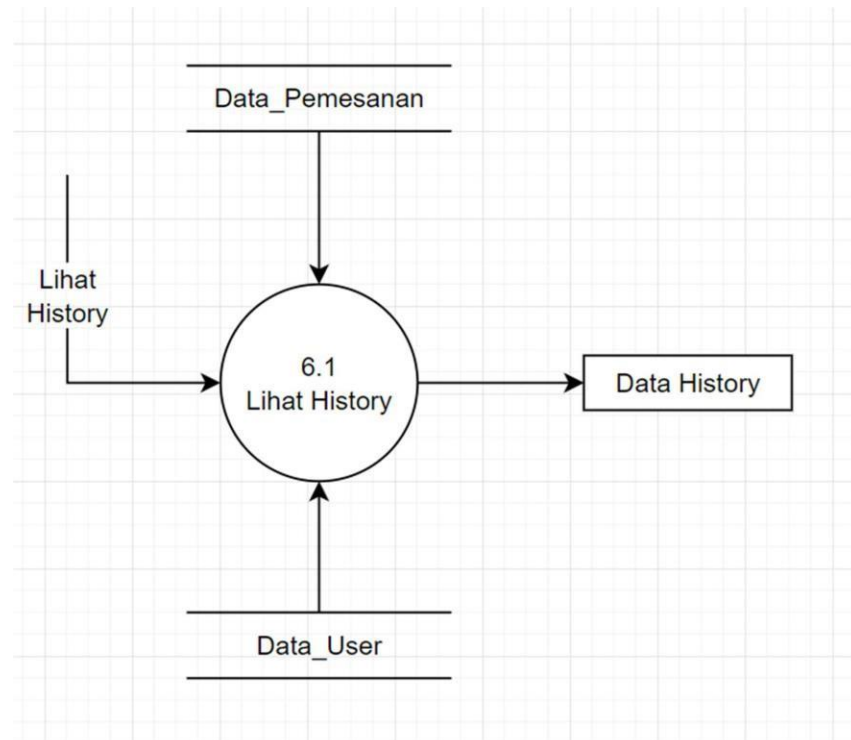 Data_Pemesanan
Lihat
History
6.1
Lihat History
Data History
Data_User